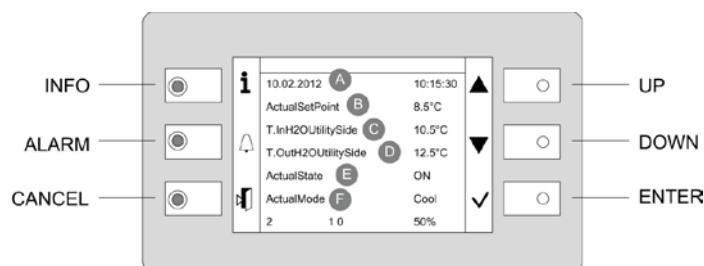 INFO
ALARM
CANCEL
i
10.02.2012 A 10:15:30
ActualSetPoint B 8.5°C
T.InH2OUtilitySide C 10.5°C
T.OutH2OUtilitySide D 12.5°C
ActualState E ON
ActualMode F Cool
2 1 0 50%
UP
DOWN
ENTER